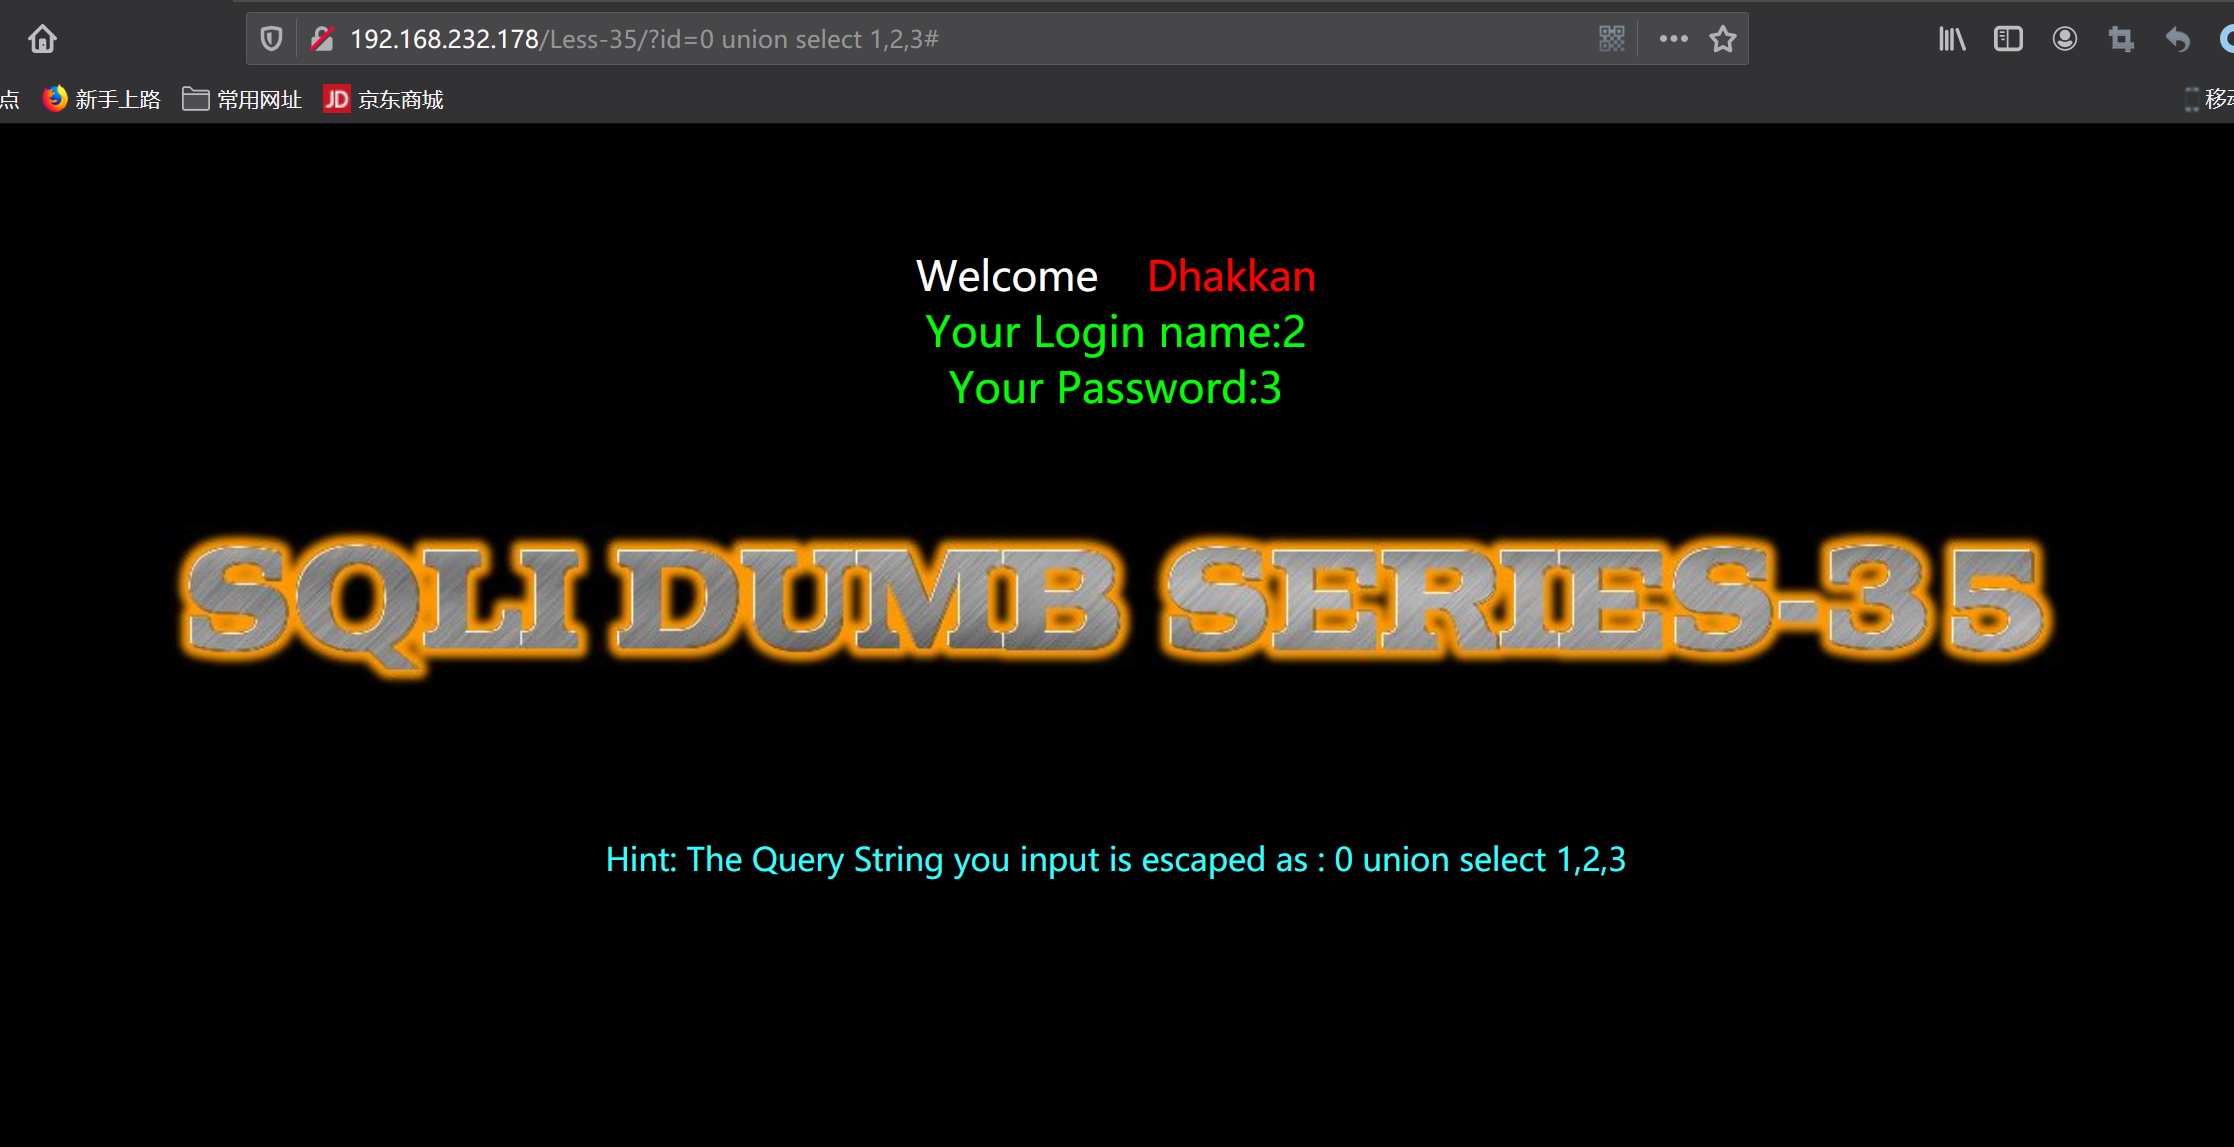 192.168.232.178/Less-35/?id=0 union select 1,2,3#
点 新手上路 常用网址 JD 京东商城 移动
Welcome Dhakkan
Your Login name:2
Your Password:3
SQLI DUMB SERIES-35
Hint: The Query String you input is escaped as : 0 union select 1,2,3